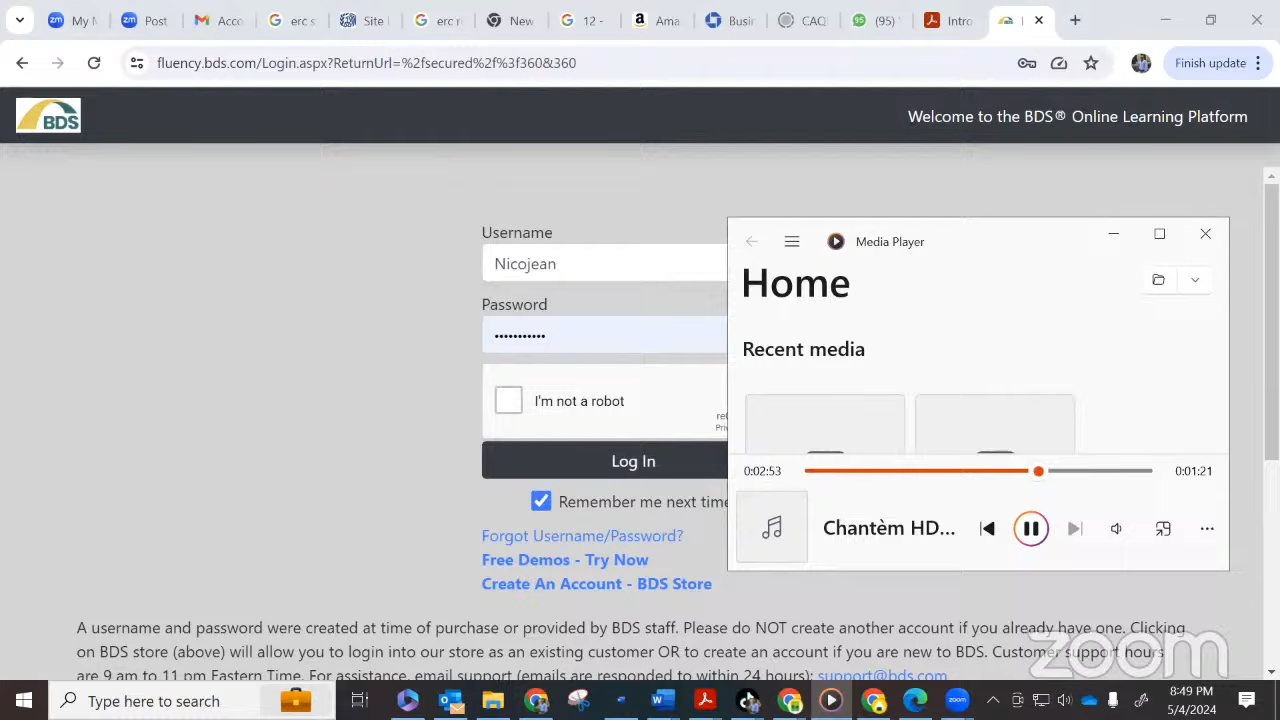 My N
Post
Acco
erc s
Site
erc r
New
12 -
Ama
Busin
CAQ
(95)
Intro
fluency.bds.com/Login.aspx?ReturnUrl=%2fsecured%2f%3f360&360
Finish update
BDS
Welcome to the BDS® Online Learning Platform
Username
Nicojean
Password
I'm not a robot
Log In
Remember me next time
Forgot Username/Password?
Free Demos - Try Now
Create An Account - BDS Store
Media Player
Home
Recent media
0:02:53
0:01:21
Chantèm HD...
A username and password were created at time of purchase or provided by BDS staff. Please do NOT create another account if you already have one. Clicking
on BDS store (above) will allow you to login into our store as an existing customer OR to create an account if you are new to BDS. Customer support hours
are 9 am to 11 pm Eastern Time. For assistance, email support (emails are responded to within 24 hours): support@bds.com
zoom
Type here to search
zoom
8:49 PM
5/4/2024